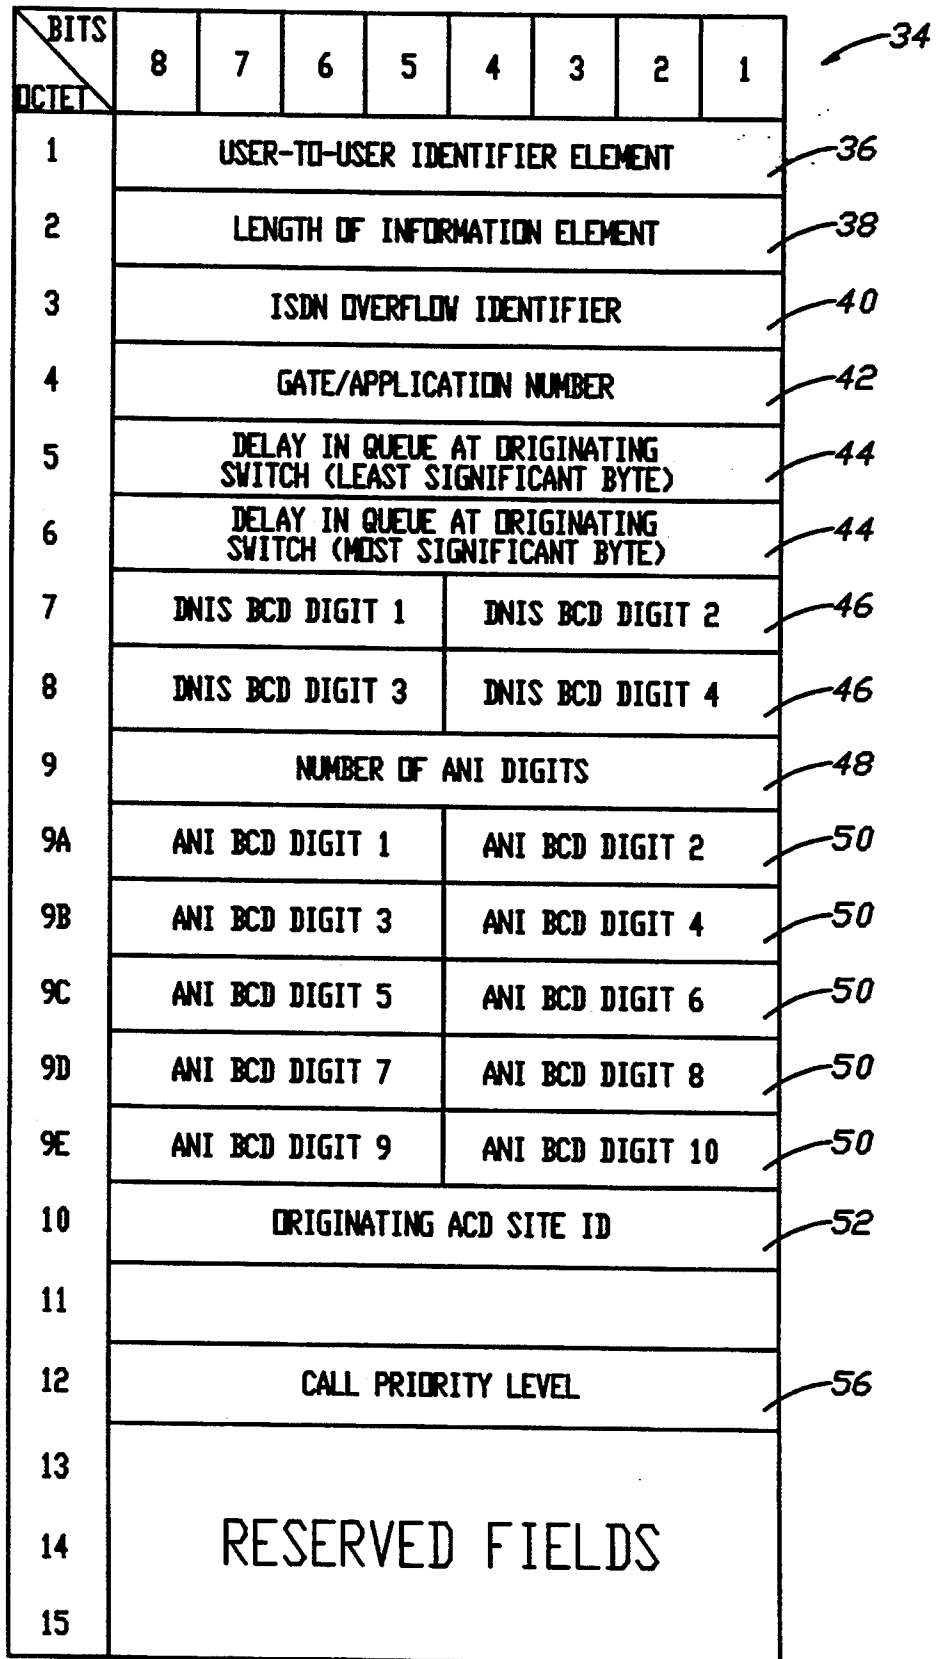 BITS
OCTET 8 7 6 5 4 3 2 1
34
1 USER-TO-USER IDENTIFIER ELEMENT 36
2 LENGTH OF INFORMATION ELEMENT 38
3 ISDN OVERFLOW IDENTIFIER 40
4 GATE/APPLICATION NUMBER 42
5 DELAY IN QUEUE AT ORIGINATING
SWITCH (LEAST SIGNIFICANT BYTE) 44
6 DELAY IN QUEUE AT ORIGINATING
SWITCH (MOST SIGNIFICANT BYTE) 44
7 DNIS BCD DIGIT 1 DNIS BCD DIGIT 2 46
8 DNIS BCD DIGIT 3 DNIS BCD DIGIT 4 46
9 NUMBER OF ANI DIGITS 48
9A ANI BCD DIGIT 1 ANI BCD DIGIT 2 50
9B ANI BCD DIGIT 3 ANI BCD DIGIT 4 50
9C ANI BCD DIGIT 5 ANI BCD DIGIT 6 50
9D ANI BCD DIGIT 7 ANI BCD DIGIT 8 50
9E ANI BCD DIGIT 9 ANI BCD DIGIT 10 50
10 ORIGINATING ACD SITE ID 52
11
12 CALL PRIORITY LEVEL 56
13
14 RESERVED FIELDS
15